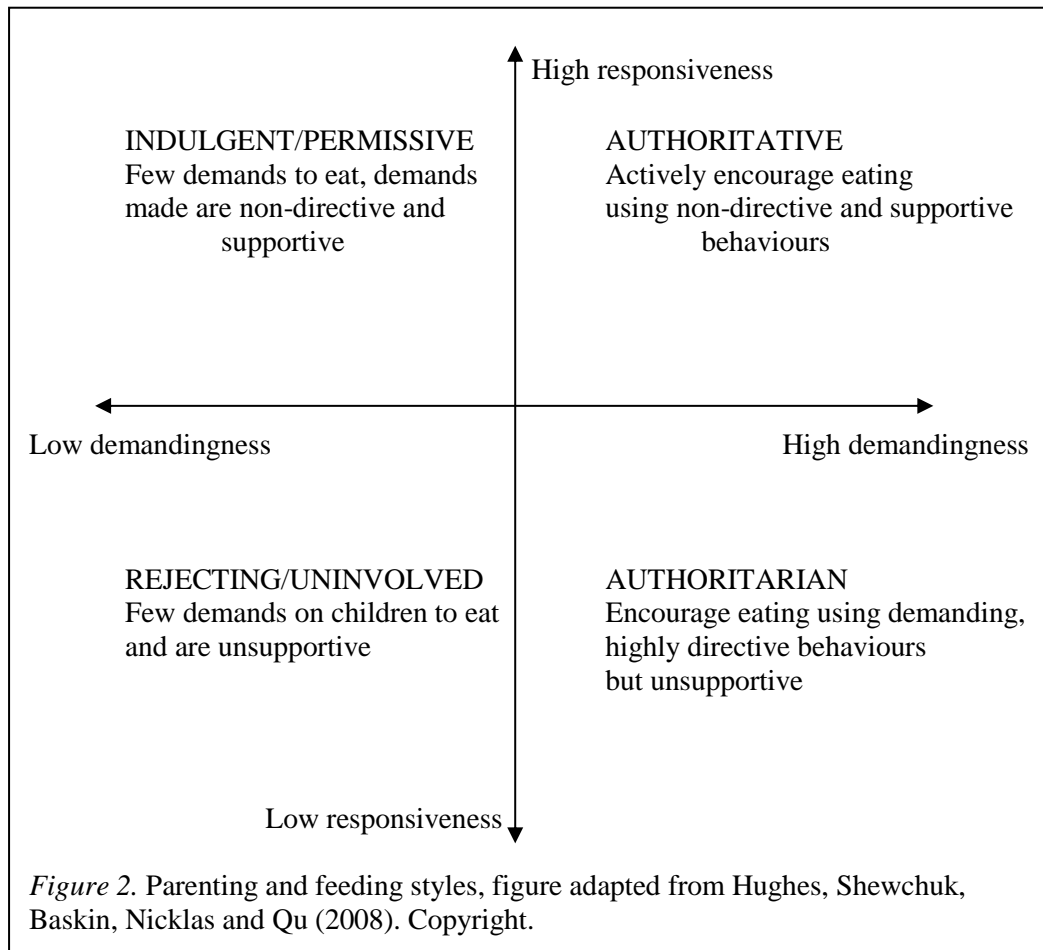 High responsiveness
INDULGENT/PERMISSIVE
Few demands to eat, demands
made are non-directive and
supportive
AUTHORITATIVE
Actively encourage eating
using non-directive and supportive
behaviours
Low demandingness
High demandingness
REJECTING/UNINVOLVED
Few demands on children to eat
and are unsupportive
AUTHORITARIAN
Encourage eating using demanding,
highly directive behaviours
but unsupportive
Low responsiveness
Figure 2. Parenting and feeding styles, figure adapted from Hughes, Shewchuk,
Baskin, Nicklas and Qu (2008). Copyright.